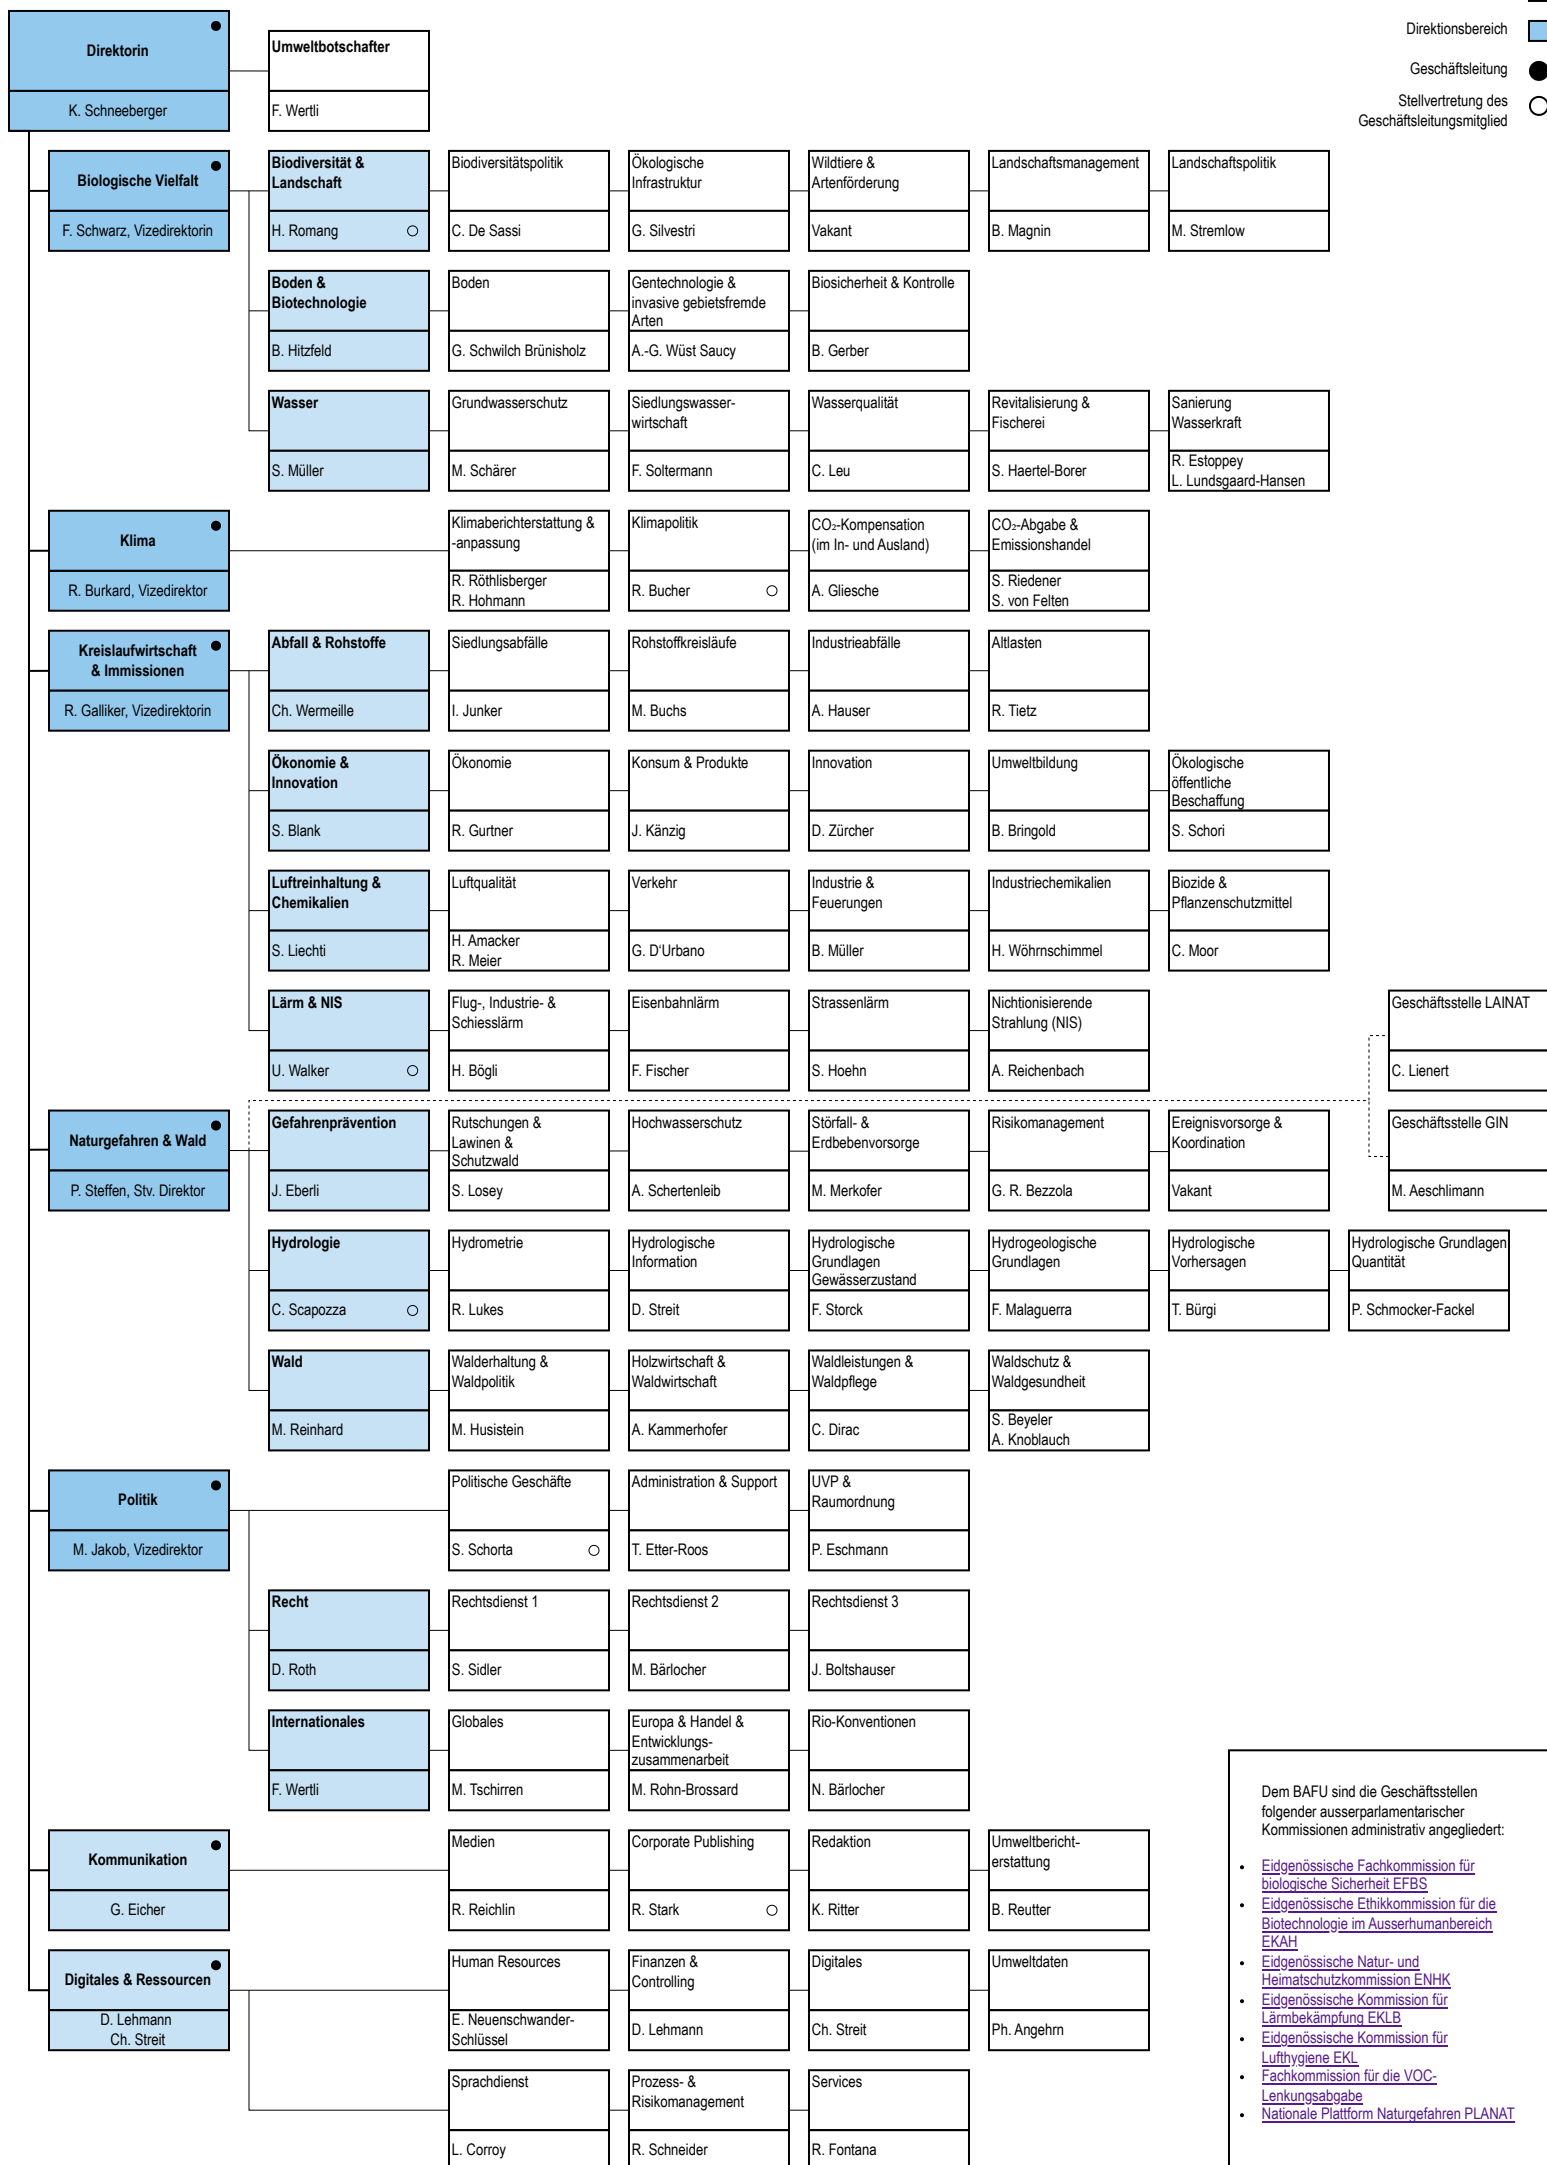 Direktorin
K. Schneeberger
Umweltbotschafter
F. Wertli
Direktionsbereich
Geschäftsleitung
Stellvertretung des
Geschäftsleitungsmitglied
Biologische Vielfalt
F. Schwarz, Vizedirektorin
Biodiversität &
Landschaft
H. Romang
Biodiversitätspolitik
C. De Sassi
Ökologische
Infrastruktur
G. Silvestri
Wildtiere &
Artenförderung
Vakant
Landschaftsmanagement
B. Magnin
Landschaftspolitik
M. Stremlow
Boden &
Biotechnologie
B. Hitzfeld
Boden
G. Schwilch Brünisholz
Gentechnologie &
invasive gebietsfremde
Arten
A.-G. Wüst Saucy
Biosicherheit & Kontrolle
B. Gerber
Wasser
S. Müller
Grundwasserschutz
M. Schärer
Siedlungswasser-
wirtschaft
F. Soltermann
Wasserqualität
C. Leu
Revitalisierung &
Fischerei
S. Haertel-Borer
Sanierung
Wasserkraft
R. Estoppey
L. Lundsgaard-Hansen
Klima
R. Burkard, Vizedirektor
Klimaberichterstattung &
-anpassung
R. Röthlisberger
R. Hohmann
Klimapolitik
R. Bucher
CO₂-Kompensation
(im In- und Ausland)
A. Gliesche
CO₂-Abgabe &
Emissionshandel
S. Riedener
S. von Felten
Kreislaufwirtschaft
& Immissionen
R. Galliker, Vizedirektorin
Abfall & Rohstoffe
Ch. Wermeille
Siedlungsabfälle
I. Junker
Rohstoffkreisläufe
M. Buchs
Industrieabfälle
A. Hauser
Altlasten
R. Tietz
Ökonomie &
Innovation
S. Blank
Ökonomie
R. Gurtner
Konsum & Produkte
J. Känzig
Innovation
D. Zürcher
Umweltbildung
B. Bringold
Ökologische
öffentliche
Beschaffung
S. Schori
Luftreinhaltung &
Chemikalien
S. Liechti
Luftqualität
H. Amacker
R. Meier
Verkehr
G. D'Urbano
Industrie &
Feuerungen
B. Müller
Industriechemikalien
H. Wöhrnschimmel
Biozide &
Pflanzenschutzmittel
C. Moor
Lärm & NIS
U. Walker
Flug-, Industrie- &
Schiesslärm
H. Bögli
Eisenbahnlärm
F. Fischer
Strassenlärm
S. Hoehn
Nichtionisierende
Strahlung (NIS)
A. Reichenbach
Geschäftsstelle LAINAT
C. Lienert
Naturgefahren & Wald
P. Steffen, Stv. Direktor
Gefahrenprävention
J. Eberli
Rutschungen &
Lawinen &
Schutzwald
S. Losey
Hochwasserschutz
A. Schertenleib
Störfall- &
Erdbebenvorsorge
M. Merkofer
Risikomanagement
G. R. Bezzola
Ereignisvorsorge &
Koordination
Vakant
Geschäftsstelle GIN
M. Aeschlimann
Hydrologie
C. Scapozza
Hydrometrie
R. Lukes
Hydrologische
Information
D. Streit
Hydrologische
Grundlagen
Gewässerzustand
F. Storck
Hydrogeologische
Grundlagen
F. Malaguerra
Hydrologische
Vorhersagen
T. Bürgi
Hydrologische Grundlagen
Quantität
P. Schmocker-Fackel
Wald
M. Reinhard
Walderhaltung &
Waldpolitik
M. Husistein
Holzwirtschaft &
Waldwirtschaft
A. Kammerhofer
Waldleistungen &
Waldpflege
C. Dirac
Waldschutz &
Waldgesundheit
S. Beyeler
A. Knoblauch
Politik
M. Jakob, Vizedirektor
Politische Geschäfte
S. Schorta
Administration & Support
T. Etter-Roos
UVP &
Raumordnung
P. Eschmann
Recht
D. Roth
Rechtsdienst 1
S. Sidler
Rechtsdienst 2
M. Bärlocher
Rechtsdienst 3
J. Boltshauser
Internationales
F. Wertli
Globales
M. Tschirren
Europa & Handel &
Entwicklungs-
zusammenarbeit
M. Rohn-Brossard
Rio-Konventionen
N. Bärlocher
Kommunikation
G. Eicher
Medien
R. Reichlin
Corporate Publishing
R. Stark
Redaktion
K. Ritter
Umweltbericht-
erstattung
B. Reutter
Digitales & Ressourcen
D. Lehmann
Ch. Streit
Human Resources
E. Neuenschwander-
Schlüssel
Finanzen &
Controlling
D. Lehmann
Digitales
Ch. Streit
Umweltdaten
Ph. Angehrn
Sprachdienst
L. Corroy
Prozess- &
Risikomanagement
R. Schneider
Services
R. Fontana
Dem BAFU sind die Geschäftsstellen
folgender ausserparlamentarischer
Kommissionen administrativ angegliedert:
• Eidgenössische Fachkommission für
biologische Sicherheit EFBS
• Eidgenössische Ethikkommission für die
Biotechnologie im Ausserhumanbereich
EKAH
• Eidgenössische Natur- und
Heimatschutzkommission ENHK
• Eidgenössische Kommission für
Lärmbekämpfung EKLB
• Eidgenössische Kommission für
Lufthygiene EKL
• Fachkommission für die VOC-
Lenkungsabgabe
• Nationale Plattform Naturgefahren PLANAT